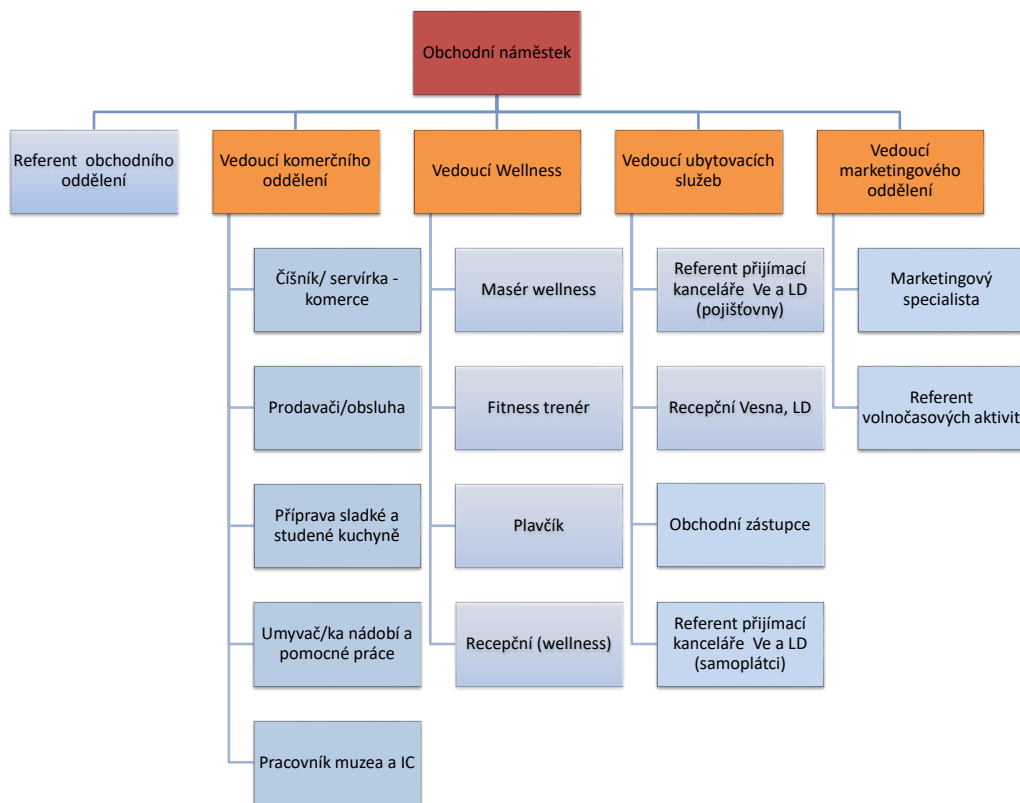 Obchodní náměstek
Referent obchodního
oddělení
Vedoucí komerčního
oddělení
Vedoucí Wellness
Vedoucí ubytovacích
služeb
Vedoucí
marketingového
oddělení
Číšník/ servírka -
komerce
Prodavači/obsluha
Příprava sladké a
studené kuchyně
Umyvač/ka nádobí a
pomocné práce
Pracovník muzea a IC
Masér wellness
Fitness trenér
Plavčík
Recepční (wellness)
Referent přijímací
kanceláře Ve a LD
(pojišťovny)
Recepční Vesna, LD
Obchodní zástupce
Referent přijímací
kanceláře Ve a LD
(samoplátci)
Marketingový
specialista
Referent
volnočasových aktivit